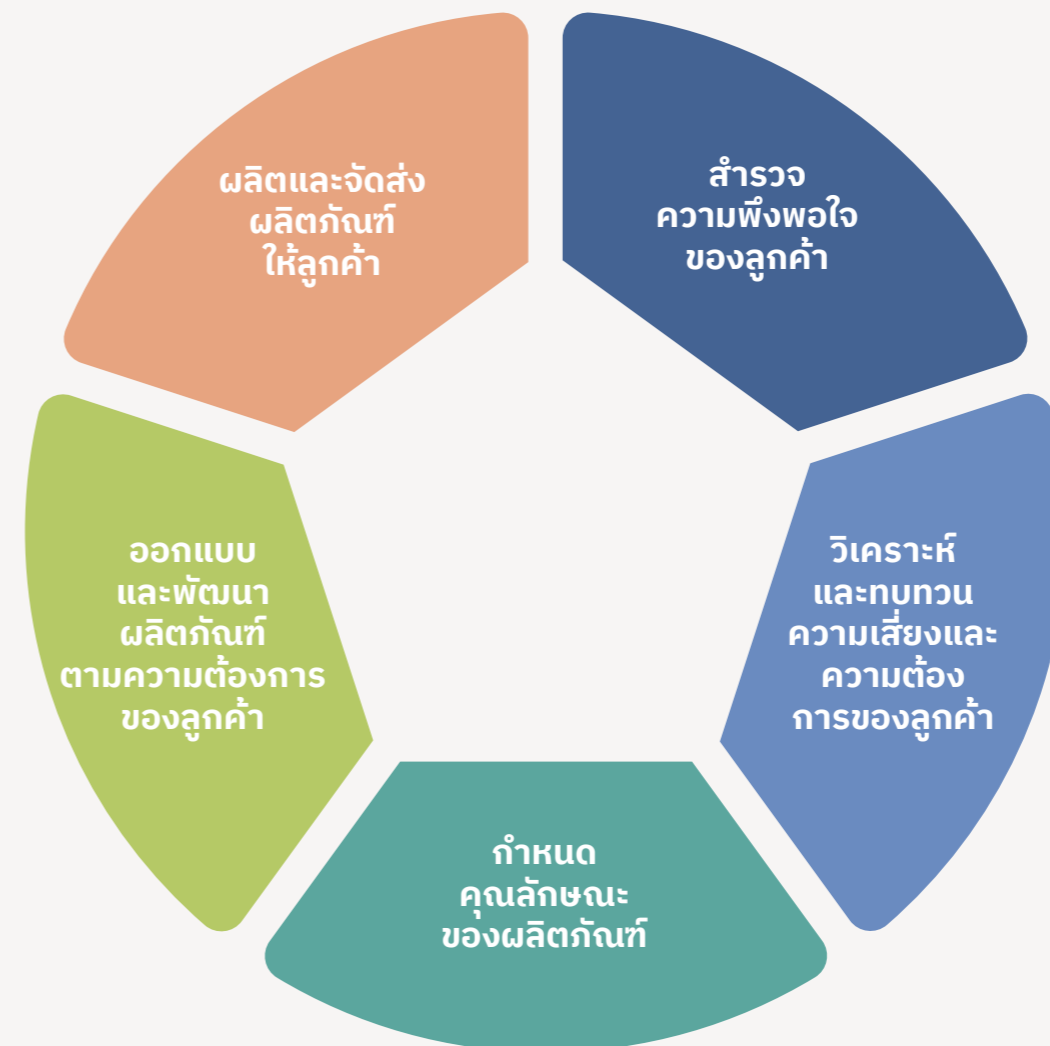 ผลิตและจัดส่ง
ผลิตภัณฑ์
ให้ลูกค้า
สำรวจ
ความพึงพอใจ
ของลูกค้า
ออกแบบ
และพัฒนา
ผลิตภัณฑ์
ตามความต้องการ
ของลูกค้า
วิเคราะห์
และทบทวน
ความเสี่ยงและ
ความต้อง
การของลูกค้า
กำหนด
คุณลักษณะ
ของผลิตภัณฑ์